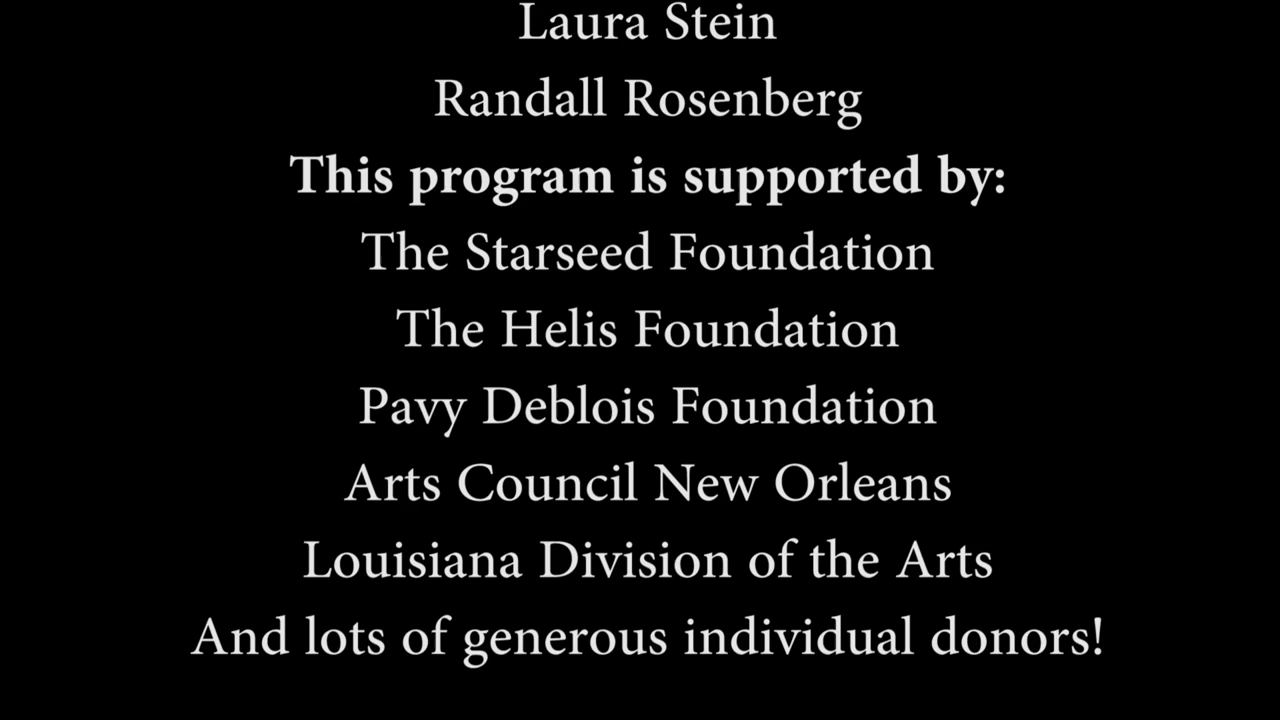 Laura Stein
Randall Rosenberg
This program is supported by:
The Starseed Foundation
The Helis Foundation
Pavy Deblois Foundation
Arts Council New Orleans
Louisiana Division of the Arts
And lots of generous individual donors!